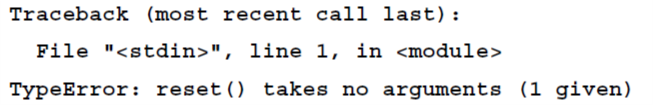 Traceback (most recent call last):
  File "<stdin>", line 1, in <module>
TypeError: reset() takes no arguments (1 given)